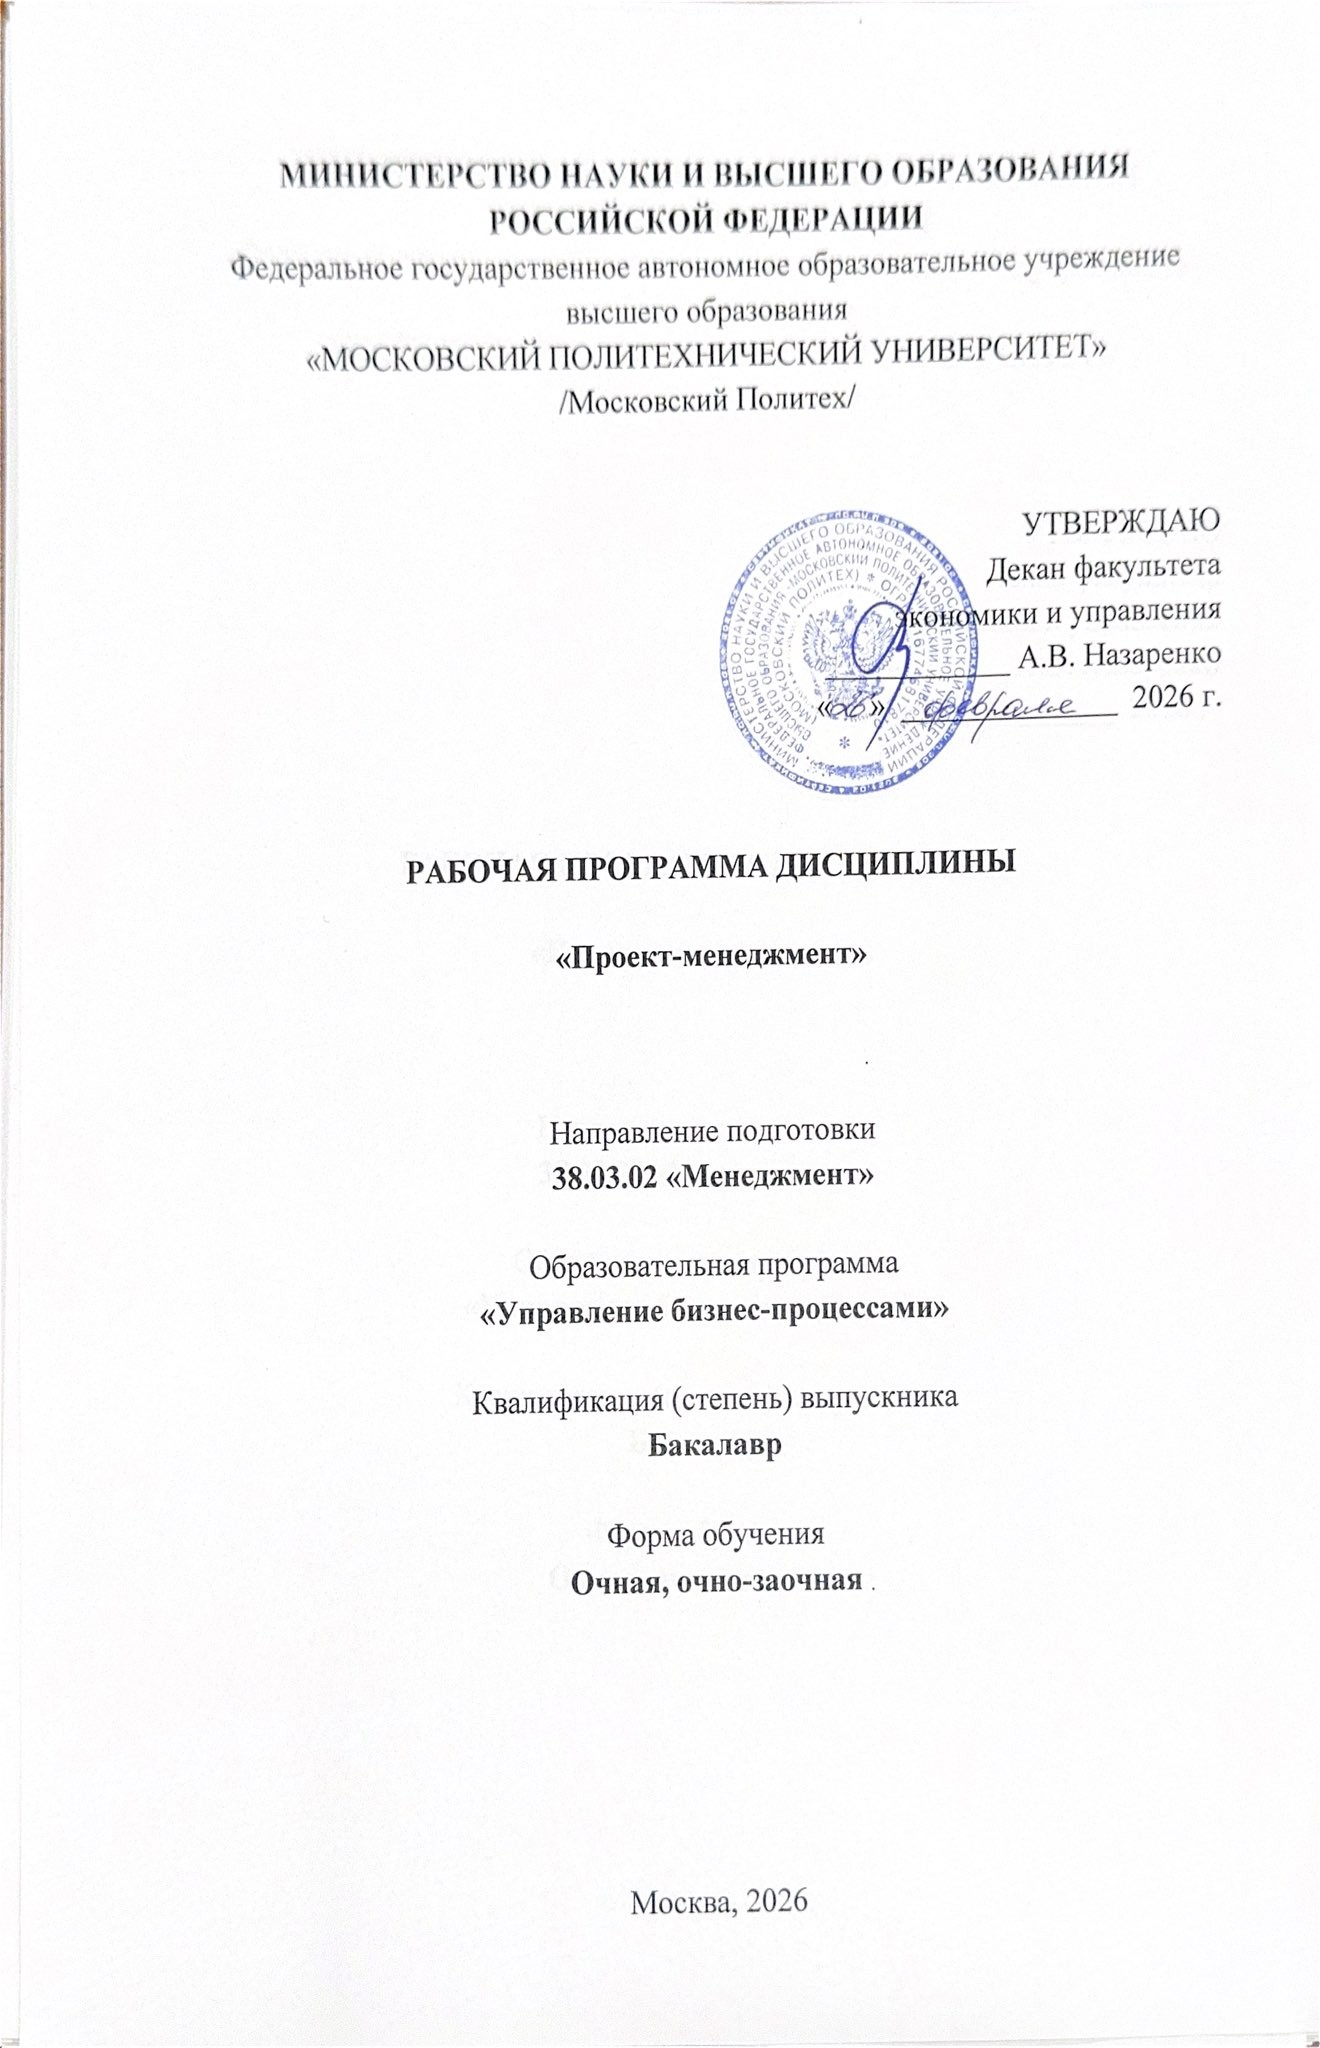 МИНИСТЕРСТВО НАУКИ И ВЫСШЕГО ОБРАЗОВАНИЯ
РОССИЙСКОЙ ФЕДЕРАЦИИ
Федеральное государственное автономное образовательное учреждение
высшего образования
«МОСКОВСКИЙ ПОЛИТЕХНИЧЕСКИЙ УНИВЕРСИТЕТ»
/Московский Политех/
УТВЕРЖДАЮ
Декан факультета
экономики и управления
А.В. Назаренко
«26» февраля 2026 г.
РАБОЧАЯ ПРОГРАММА ДИСЦИПЛИНЫ
«Проект-менеджмент»
Направление подготовки
38.03.02 «Менеджмент»
Образовательная программа
«Управление бизнес-процессами»
Квалификация (степень) выпускника
Бакалавр
Форма обучения
Очная, очно-заочная .
Москва, 2026